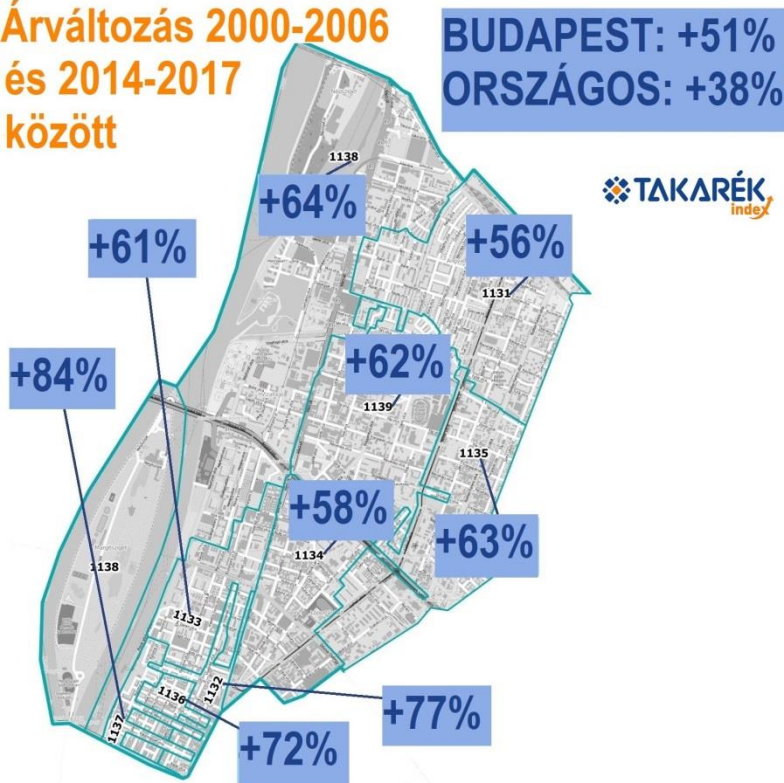 Árváltozás 2000-2006
és 2014-2017
között
BUDAPEST: +51%
ORSZÁGOS: +38%
TAKARÉK
index
1138
+64%
+61%
+56%
1131
+84%
+62%
1139
1135
+58%
1134
+63%
1138
1133
1136
1132
1137
+77%
+72%